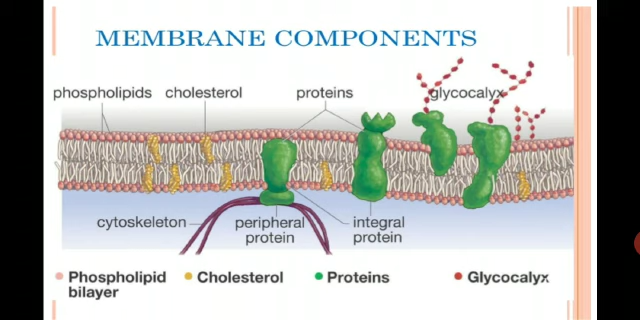 MEMBRANE COMPONENTS
phospholipids cholesterol proteins glycocalyx
cytoskeleton peripheral protein integral protein
Phospholipid bilayer Cholesterol Proteins Glycocalyx